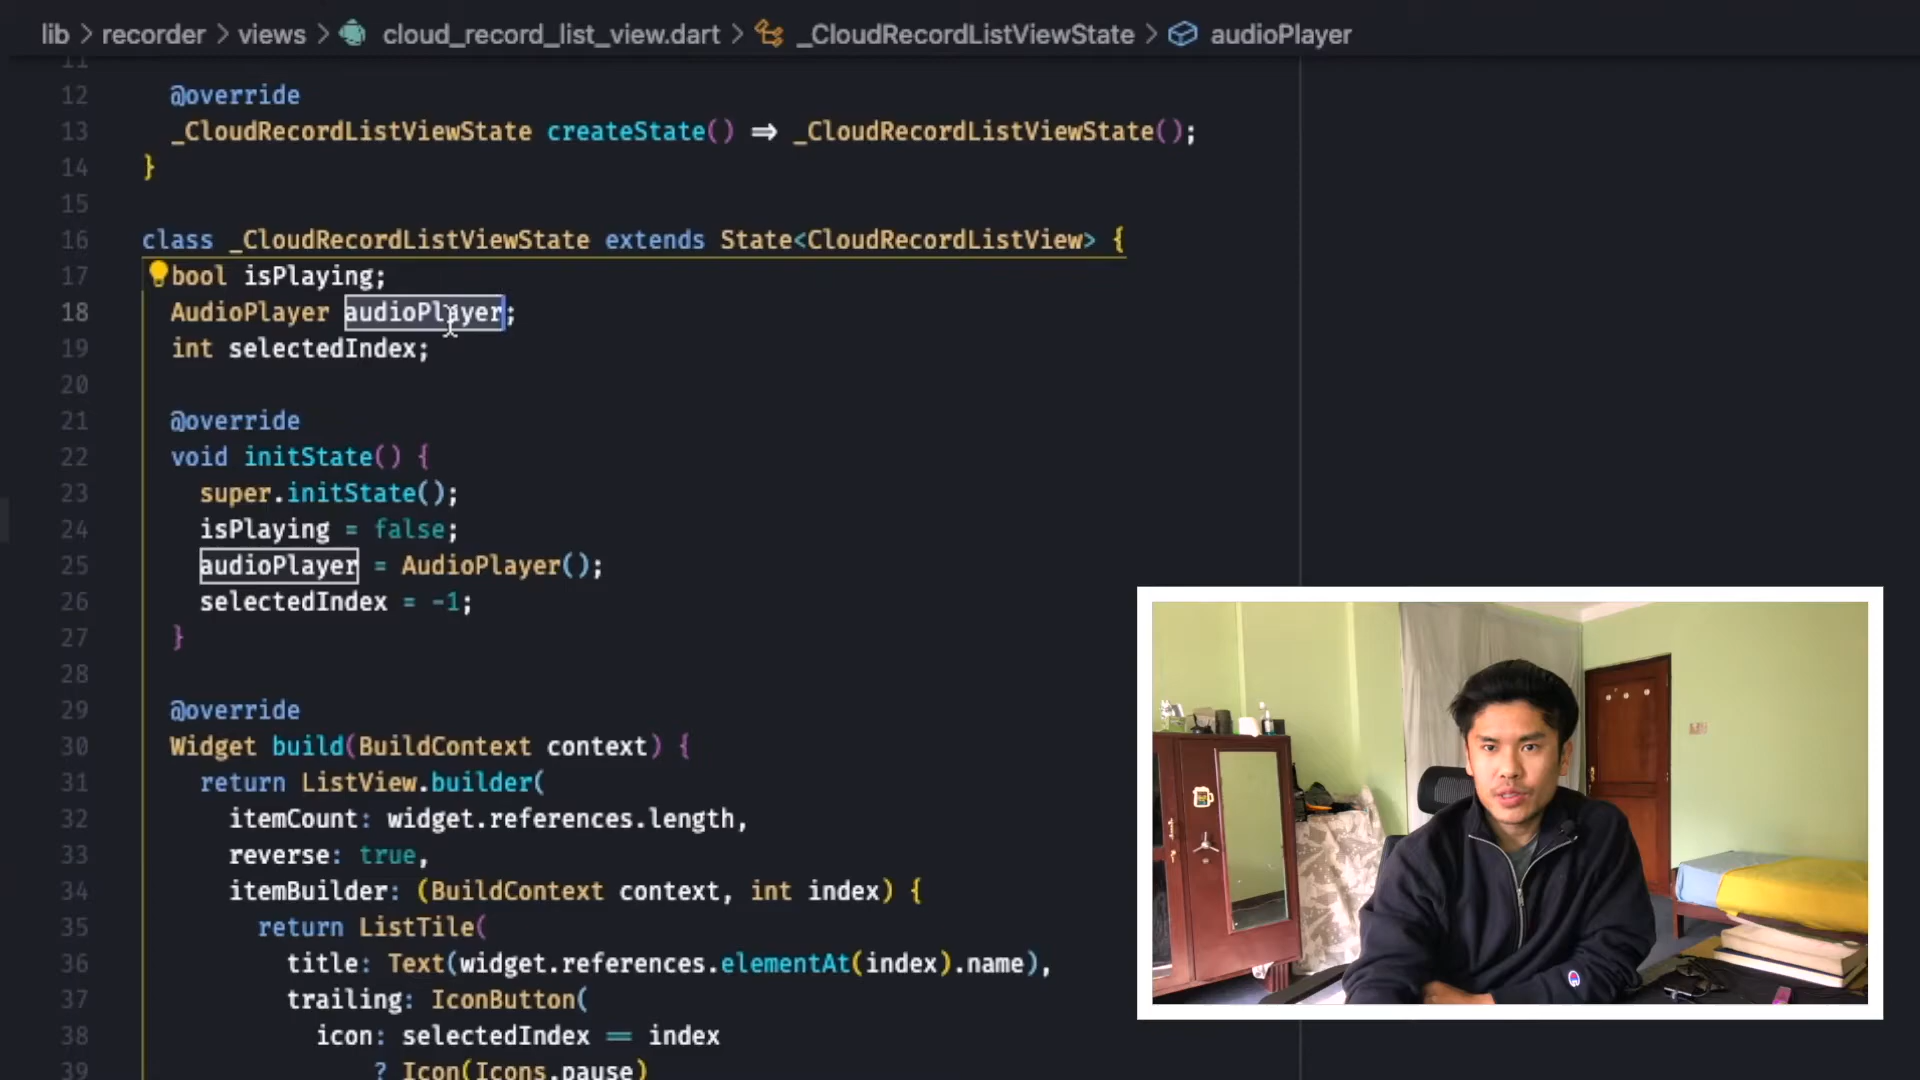 lib > recorder > views > cloud_record_list_view.dart > _CloudRecordListViewState > audioPlayer
11
12 @override
13 _CloudRecordListViewState createState() => _CloudRecordListViewState();
14 }
15
16 class _CloudRecordListViewState extends State<CloudRecordListView> {
17 bool isPlaying;
18 AudioPlayer audioPlayer;
19 int selectedIndex;
20
21 @override
22 void initState() {
23 super.initState();
24 isPlaying = false;
25 audioPlayer = AudioPlayer();
26 selectedIndex = -1;
27 }
28
29 @override
30 Widget build(BuildContext context) {
31 return ListView.builder(
32 itemCount: widget.references.length,
33 reverse: true,
34 itemBuilder: (BuildContext context, int index) {
35 return ListTile(
36 title: Text(widget.references.elementAt(index).name),
37 trailing: IconButton(
38 icon: selectedIndex == index
39 ? Icon(Icons.pause)